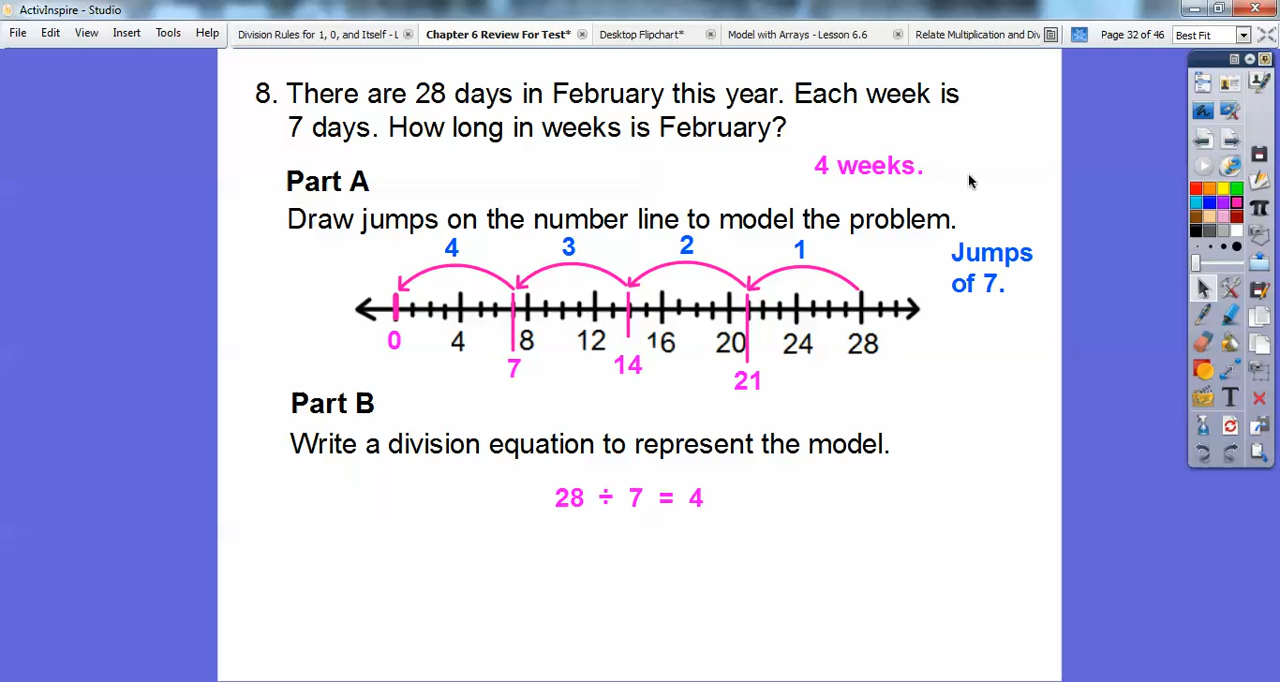 ActivInspire - Studio
File Edit View Insert Tools Help
Division Rules for 1, 0, and Itself - L
Chapter 6 Review For Test*
Desktop Flipchart*
Model with Arrays - Lesson 6.6
Relate Multiplication and Div
Page 32 of 46
Best Fit
8. There are 28 days in February this year. Each week is
7 days. How long in weeks is February?
4 weeks.
Part A
Draw jumps on the number line to model the problem.
4 3 2 1
Jumps
of 7.
0 4 8 12 16 20 24 28
7 14 21
Part B
Write a division equation to represent the model.
28 ÷ 7 = 4